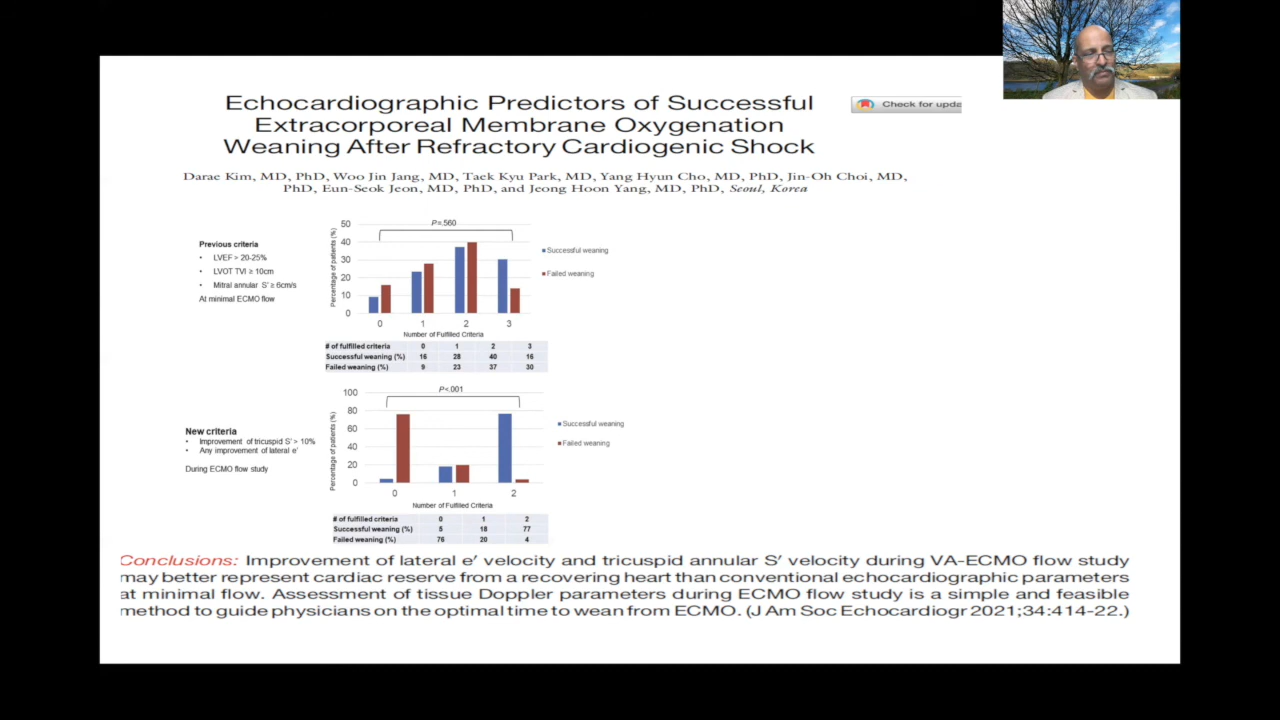 Echocardiographic Predictors of Successful
Extracorporeal Membrane Oxygenation
Weaning After Refractory Cardiogenic Shock
Check for upda
Darae Kim, MD, PhD, Woo Jin Jang, MD, Taek Kyu Park, MD, Yang Hyun Cho, MD, PhD, Jin-Oh Choi, MD,
PhD, Eun-Seok Jeon, MD, PhD, and Jeong Hoon Yang, MD, PhD, Seoul, Korea
Previous criteria
• LVEF > 20-25%
• LVOT TVI ≥ 10cm
• Mitral annular S' ≥ 6cm/s
At minimal ECMO flow
Percentage of patients (%)
50
40
30
20
10
0
P=.560
0 1 2 3
Number of Fulfilled Criteria
Successful weaning
Failed weaning
# of fulfilled criteria 0 1 2 3
Successful weaning (%) 16 28 40 16
Failed weaning (%) 9 23 37 30
New criteria
• Improvement of tricuspid S' > 10%
• Any improvement of lateral e'
During ECMO flow study
Percentage of patients (%)
100
80
60
40
20
0
P<.001
0 1 2
Number of Fulfilled Criteria
Successful weaning
Failed weaning
# of fulfilled criteria 0 1 2
Successful weaning (%) 5 18 77
Failed weaning (%) 76 20 4
Conclusions: Improvement of lateral e′ velocity and tricuspid annular S′ velocity during VA-ECMO flow study
may better represent cardiac reserve from a recovering heart than conventional echocardiographic parameters
at minimal flow. Assessment of tissue Doppler parameters during ECMO flow study is a simple and feasible
method to guide physicians on the optimal time to wean from ECMO. (J Am Soc Echocardiogr 2021;34:414-22.)